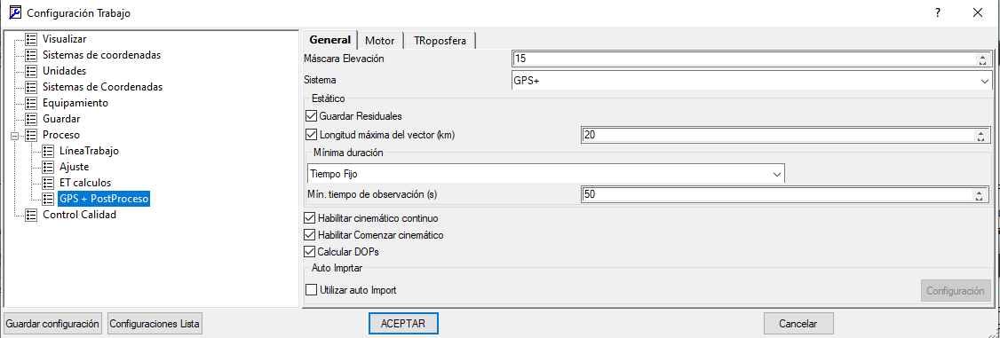 Configuración Trabajo
?
Visualizar
Sistemas de coordenadas
Unidades
Sistemas de Coordenadas
Equipamiento
Guardar
Proceso
LíneaTrabajo
Ajuste
ET calculos
GPS + PostProceso
Control Calidad
General Motor TRoposfera
Máscara Elevación 15
Sistema GPS+
Estático
Guardar Residuales
Longitud máxima del vector (km) 20
Mínima duración
Tiempo Fijo
Mín. tiempo de observación (s) 50
Habilitar cinemático continuo
Habilitar Comenzar cinemático
Calcular DOPs
Auto Imprtar
Utilizar auto Import Configuración
Guardar configuración Configuraciones Lista ACEPTAR Cancelar